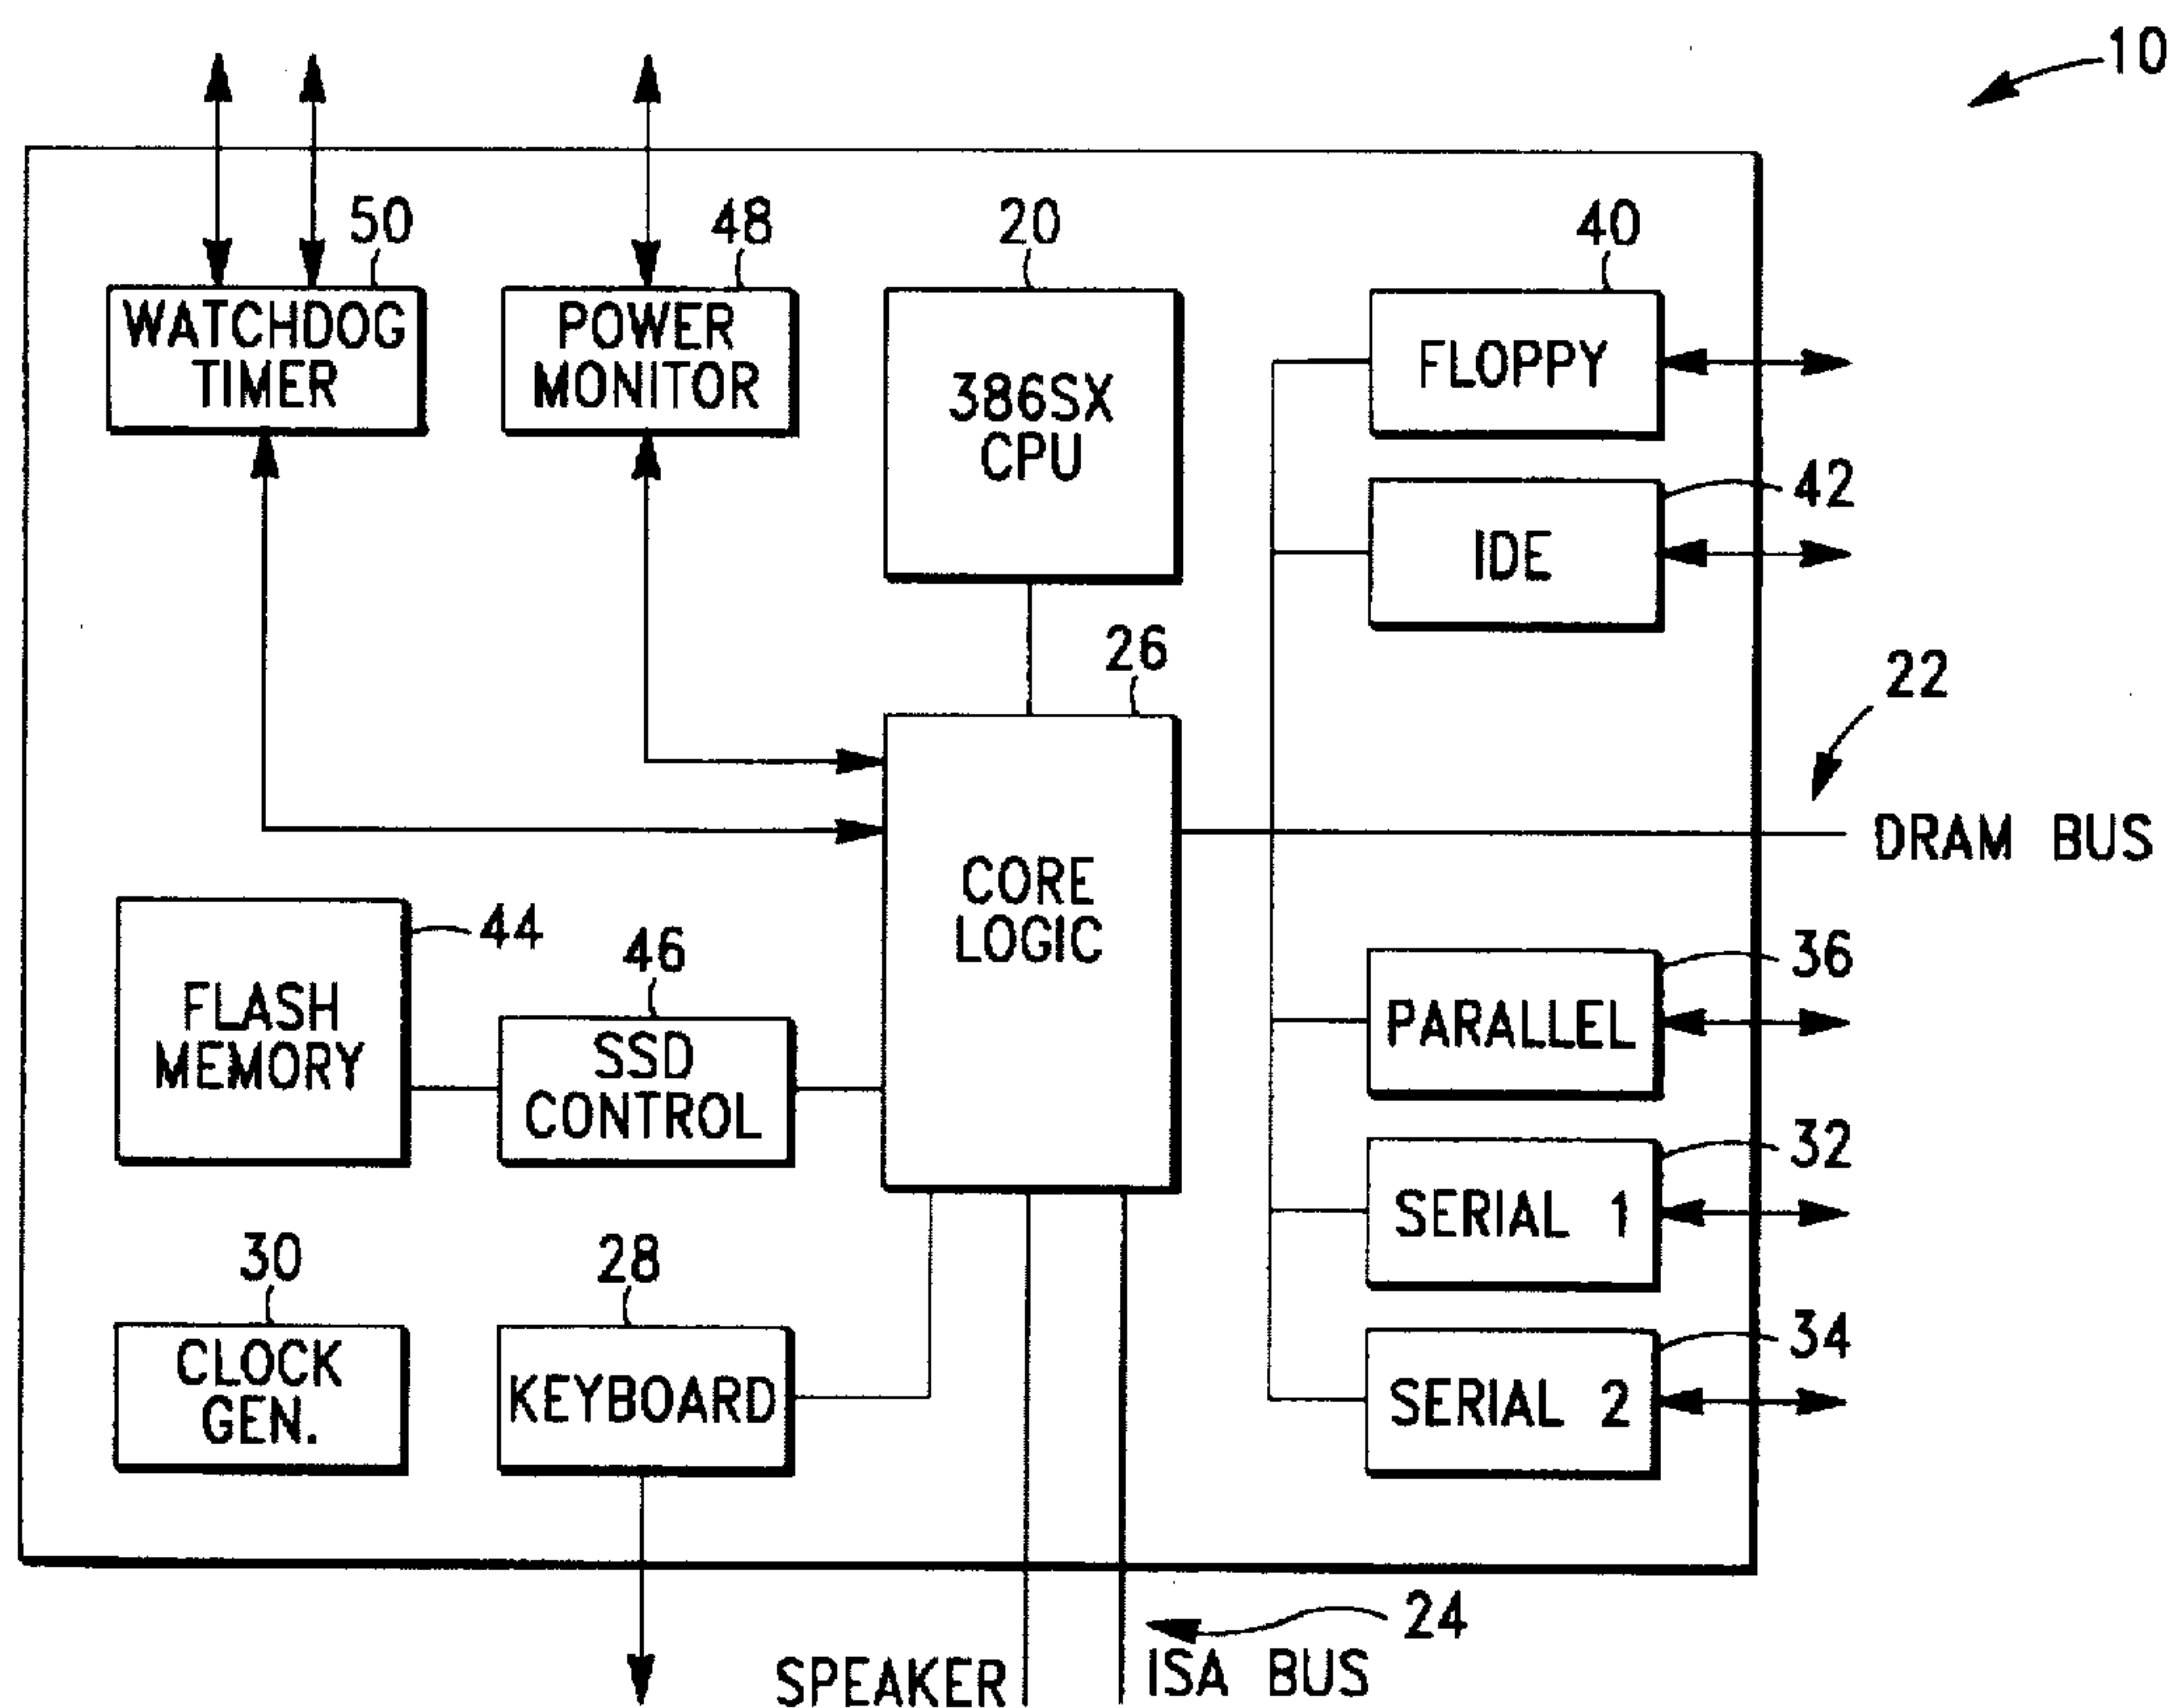 10
50
48
20
40
WATCHDOG
TIMER
POWER
MONITOR
386SX
CPU
FLOPPY
42
IDE
26
22
DRAM BUS
CORE
LOGIC
44
46
36
FLASH
MEMORY
SSD
CONTROL
PARALLEL
32
SERIAL 1
30
28
34
CLOCK
GEN.
KEYBOARD
SERIAL 2
24
SPEAKER
ISA BUS